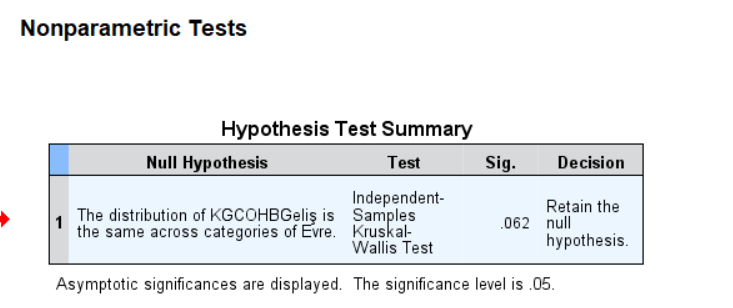 Nonparametric Tests
Hypothesis Test Summary
Null Hypothesis Test Sig. Decision
1 The distribution of KGCOHBGeliş is the same across categories of Evre. Independent-Samples Kruskal-Wallis Test .062 Retain the null hypothesis.
Asymptotic significances are displayed. The significance level is .05.